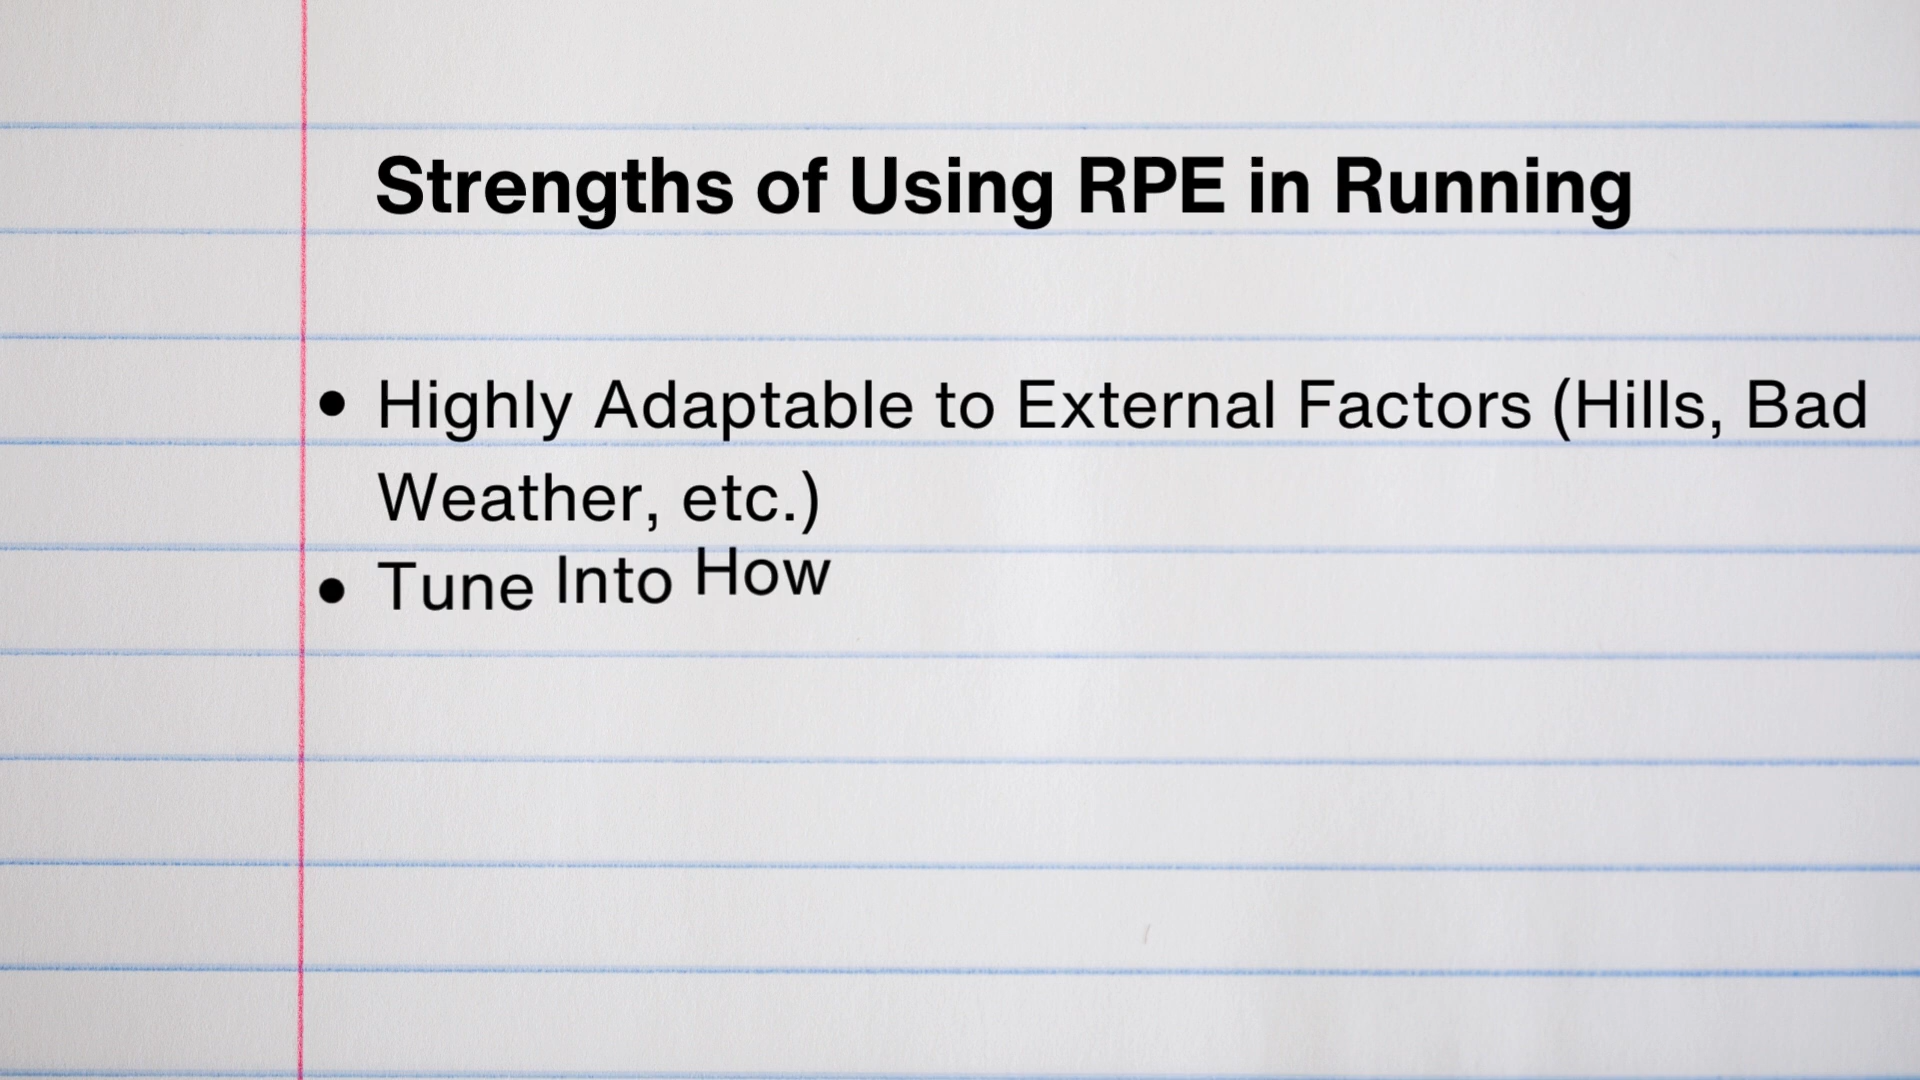 Strengths of Using RPE in Running
• Highly Adaptable to External Factors (Hills, Bad
Weather, etc.)
• Tune Into How